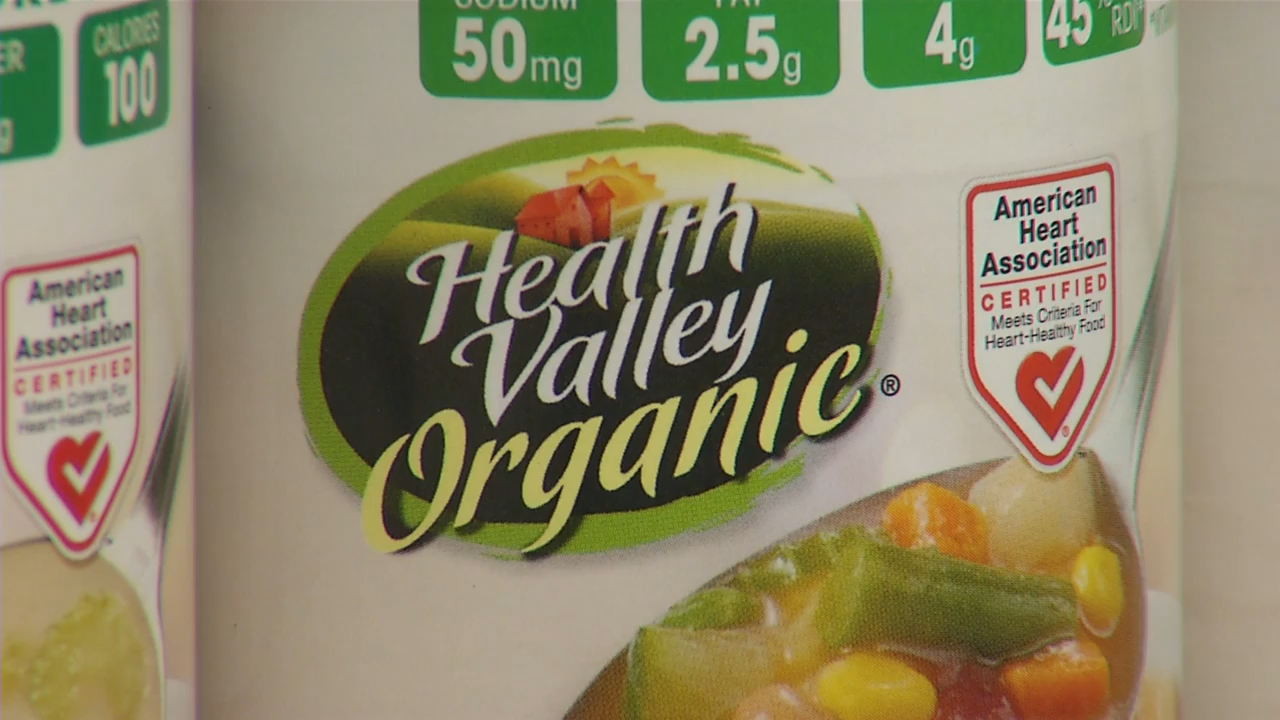 CALORIES
100
g
SODIUM
50mg
FAT
2.5g
4g
45%
RDI
Health
Valley
Organic®
American
Heart
Association
CERTIFIED
Meets Criteria For
Heart-Healthy Food
American
Heart
Association
CERTIFIED
Meets Criteria For
Heart-Healthy Food